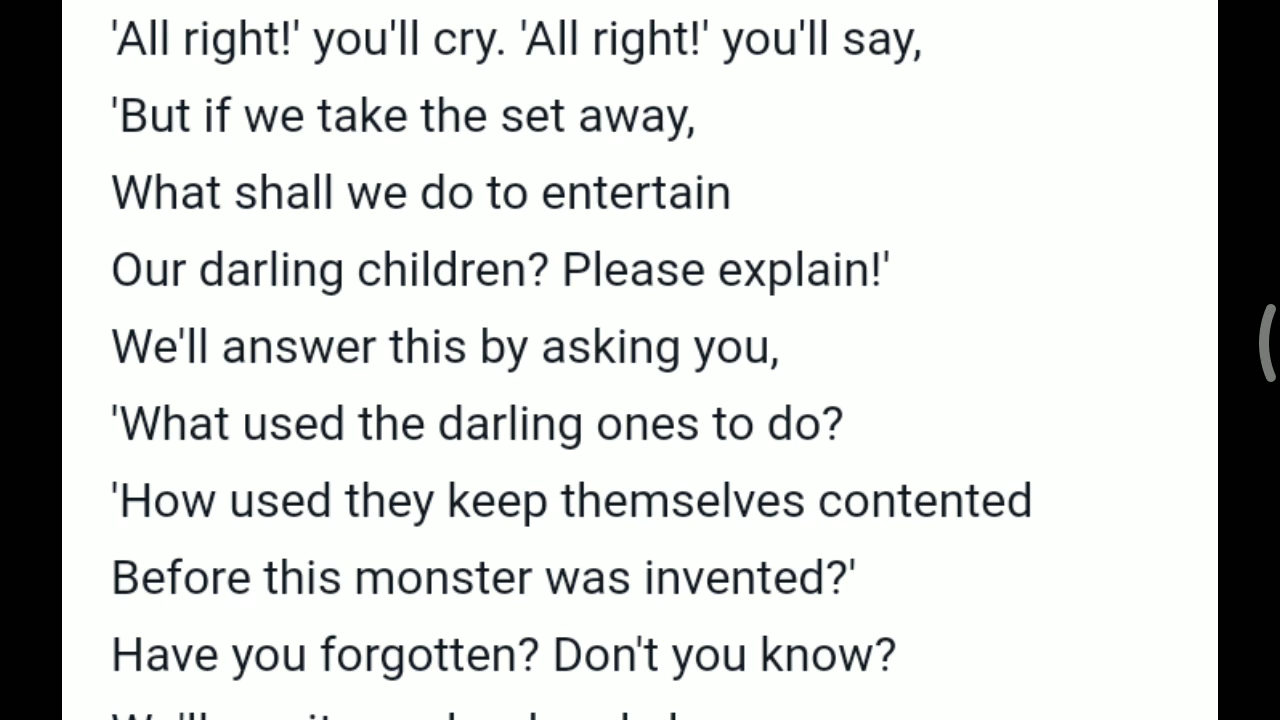 'All right!' you'll cry. 'All right!' you'll say,
'But if we take the set away,
What shall we do to entertain
Our darling children? Please explain!'
We'll answer this by asking you,
'What used the darling ones to do?
'How used they keep themselves contented
Before this monster was invented?'
Have you forgotten? Don't you know?
We'll